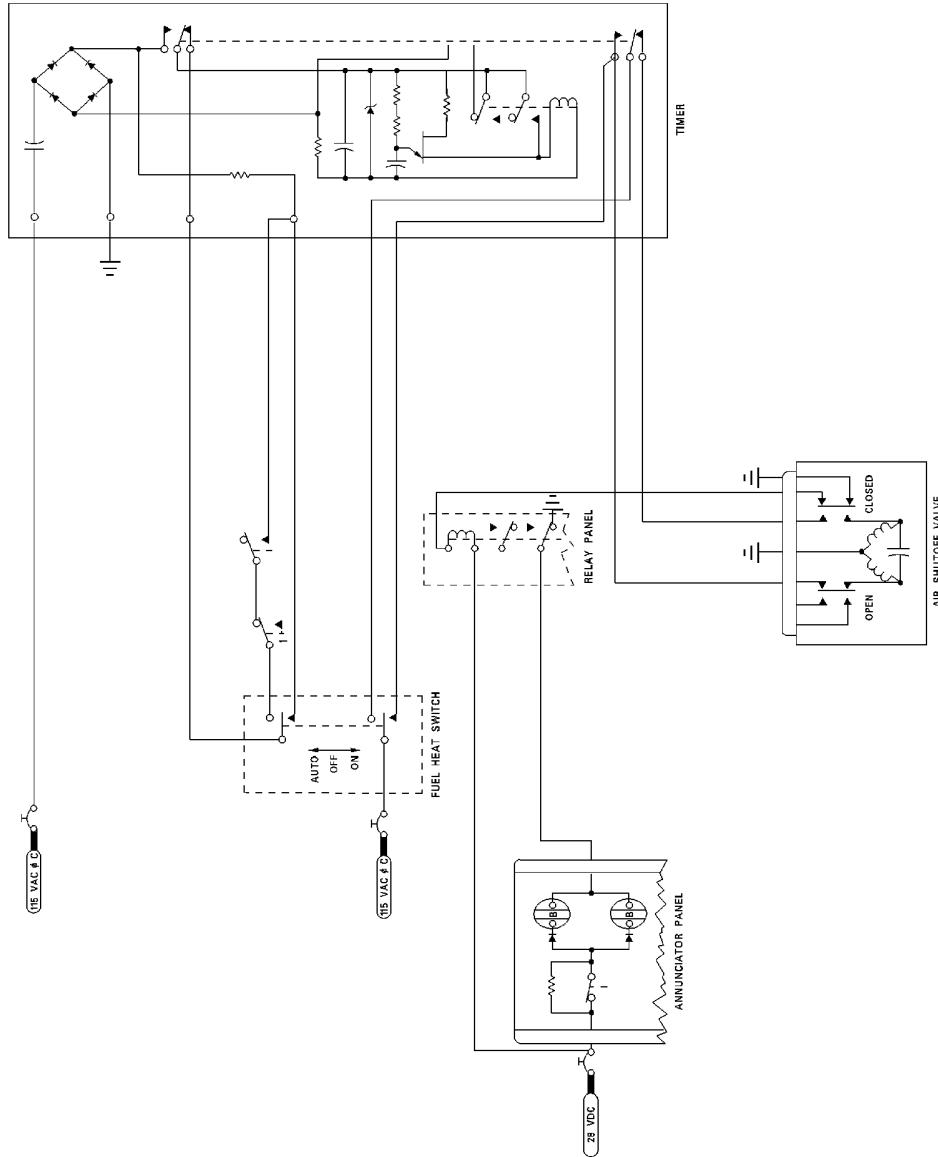 TIMER
RELAY PANEL
CLOSED
OPEN
AIR SHUTOFF VALVE
AUTO
OFF
ON
FUEL HEAT SWITCH
115 VAC ϕ C
115 VAC ϕ C
B
B
ANNUNCIATOR PANEL
28 VDC